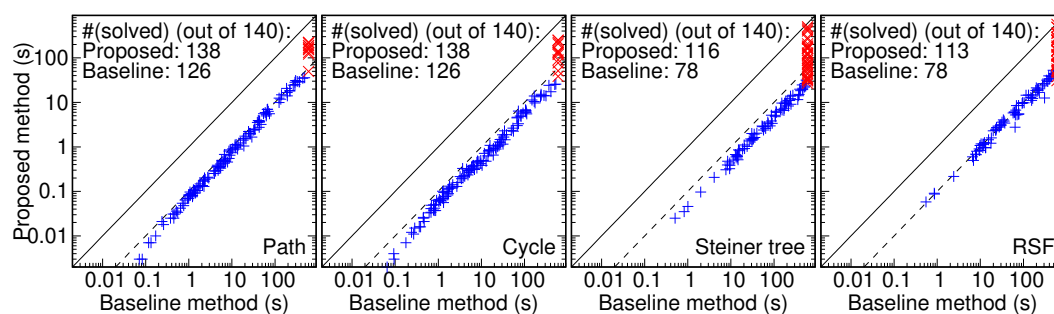 #(solved) (out of 140):
Proposed: 138
Baseline: 126
Path
#(solved) (out of 140):
Proposed: 138
Baseline: 126
Cycle
#(solved) (out of 140):
Proposed: 116
Baseline: 78
Steiner tree
#(solved) (out of 140):
Proposed: 113
Baseline: 78
RSF
Proposed method (s)
100
10
1
0.1
0.01
0.01 0.1 1 10 100
0.01 0.1 1 10 100
0.01 0.1 1 10 100
0.01 0.1 1 10 100
Baseline method (s)
Baseline method (s)
Baseline method (s)
Baseline method (s)